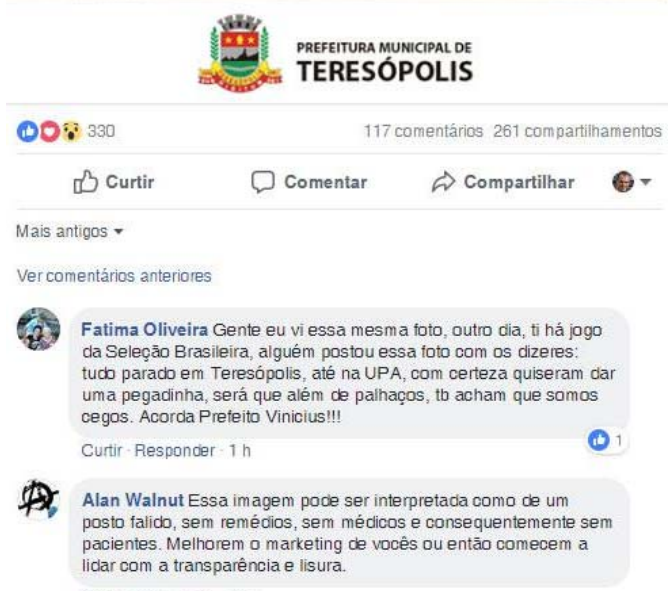 PREFEITURA MUNICIPAL DE
TERESÓPOLIS
330
117 comentários 261 compartilhamentos
Curtir Comentar Compartilhar
Mais antigos
Ver comentários anteriores
Fatima Oliveira Gente eu vi essa mesma foto, outro dia, ti há jogo
da Seleção Brasileira, alguém postou essa foto com os dizeres:
tudo parado em Teresópolis, até na UPA, com certeza quiseram dar
uma pegadinha, será que além de palhaços, tb acham que somos
cegos. Acorda Prefeito Vinicius!!!
Curtir · Responder · 1 h
1
Alan Walnut Essa imagem pode ser interpretada como de um
posto falido, sem remédios, sem médicos e consequentemente sem
pacientes. Melhorem o marketing de vocês ou então comecem a
lidar com a transparência e lisura.